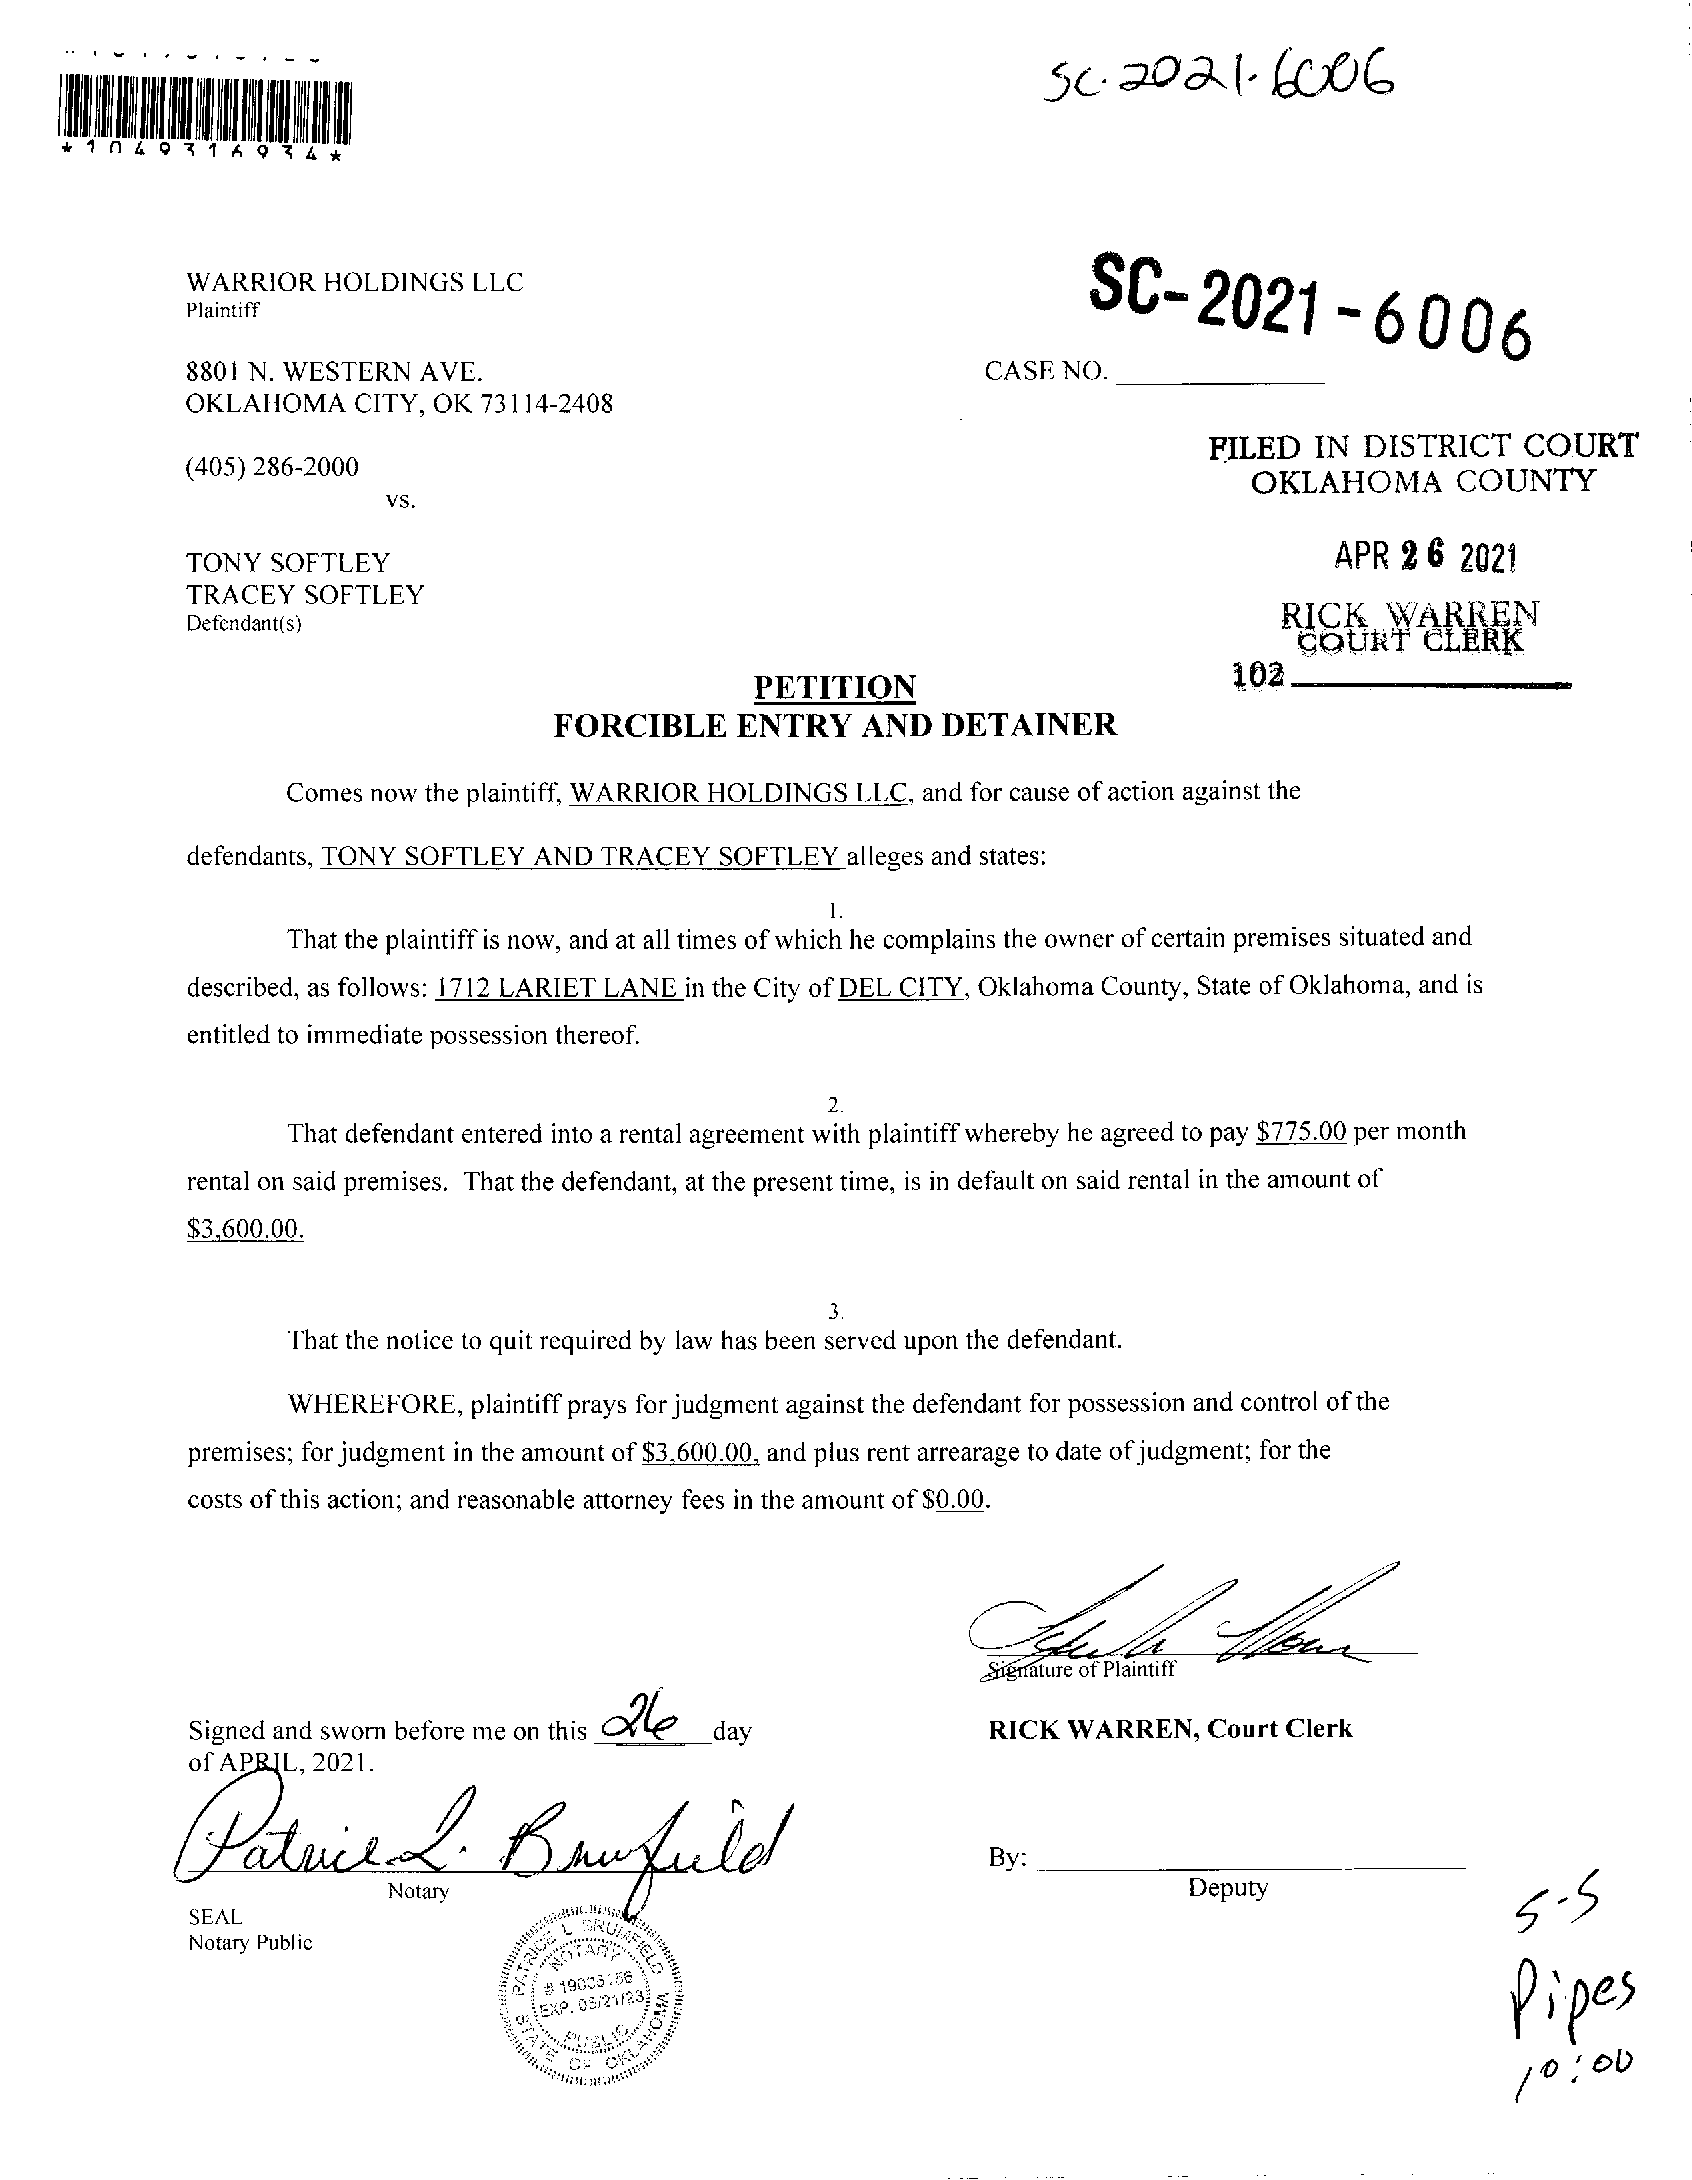 SC-2021-6006
*1049316934*
WARRIOR HOLDINGS LLC
Plaintiff
SC-2021-6006
8801 N. WESTERN AVE.
CASE NO.
OKLAHOMA CITY, OK 73114-2408
FILED IN DISTRICT COURT
OKLAHOMA COUNTY
(405) 286-2000
vs.
APR 26 2021
TONY SOFTLEY
TRACEY SOFTLEY
Defendant(s)
RICK WARREN
COURT CLERK
102
PETITION
FORCIBLE ENTRY AND DETAINER
Comes now the plaintiff, WARRIOR HOLDINGS LLC, and for cause of action against the
defendants, TONY SOFTLEY AND TRACEY SOFTLEY alleges and states:
1.
That the plaintiff is now, and at all times of which he complains the owner of certain premises situated and
described, as follows: 1712 LARIET LANE in the City of DEL CITY, Oklahoma County, State of Oklahoma, and is
entitled to immediate possession thereof.
2.
That defendant entered into a rental agreement with plaintiff whereby he agreed to pay $775.00 per month
rental on said premises. That the defendant, at the present time, is in default on said rental in the amount of
$3,600.00.
3.
That the notice to quit required by law has been served upon the defendant.
WHEREFORE, plaintiff prays for judgment against the defendant for possession and control of the
premises; for judgment in the amount of $3,600.00, and plus rent arrearage to date of judgment; for the
costs of this action; and reasonable attorney fees in the amount of $0.00.
Signature of Plaintiff
Signed and sworn before me on this 26 day
of APRIL, 2021.
RICK WARREN, Court Clerk
Patrice L. Brumfield
Notary
By:
Deputy
SEAL
Notary Public
PATRICE L BRUMFIELD
NOTARY
EXP. 03/21/23
PUBLIC
STATE OF OKLAHOMA
5-5
Pipes
10:00